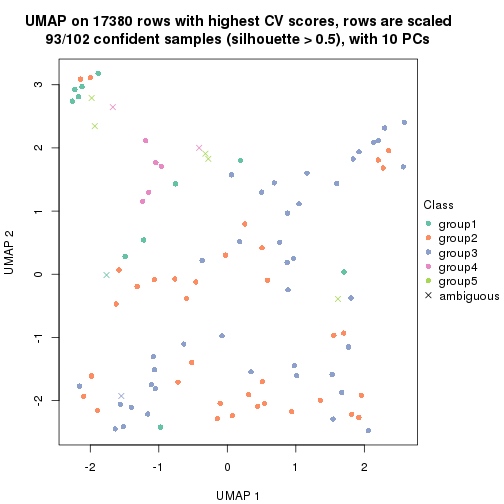 UMAP on 17380 rows with highest CV scores, rows are scaled
93/102 confident samples (silhouette > 0.5), with 10 PCs
3
2
1
0
-1
-2
UMAP 2
-2 -1 0 1 2
UMAP 1
Class
group1
group2
group3
group4
group5
ambiguous